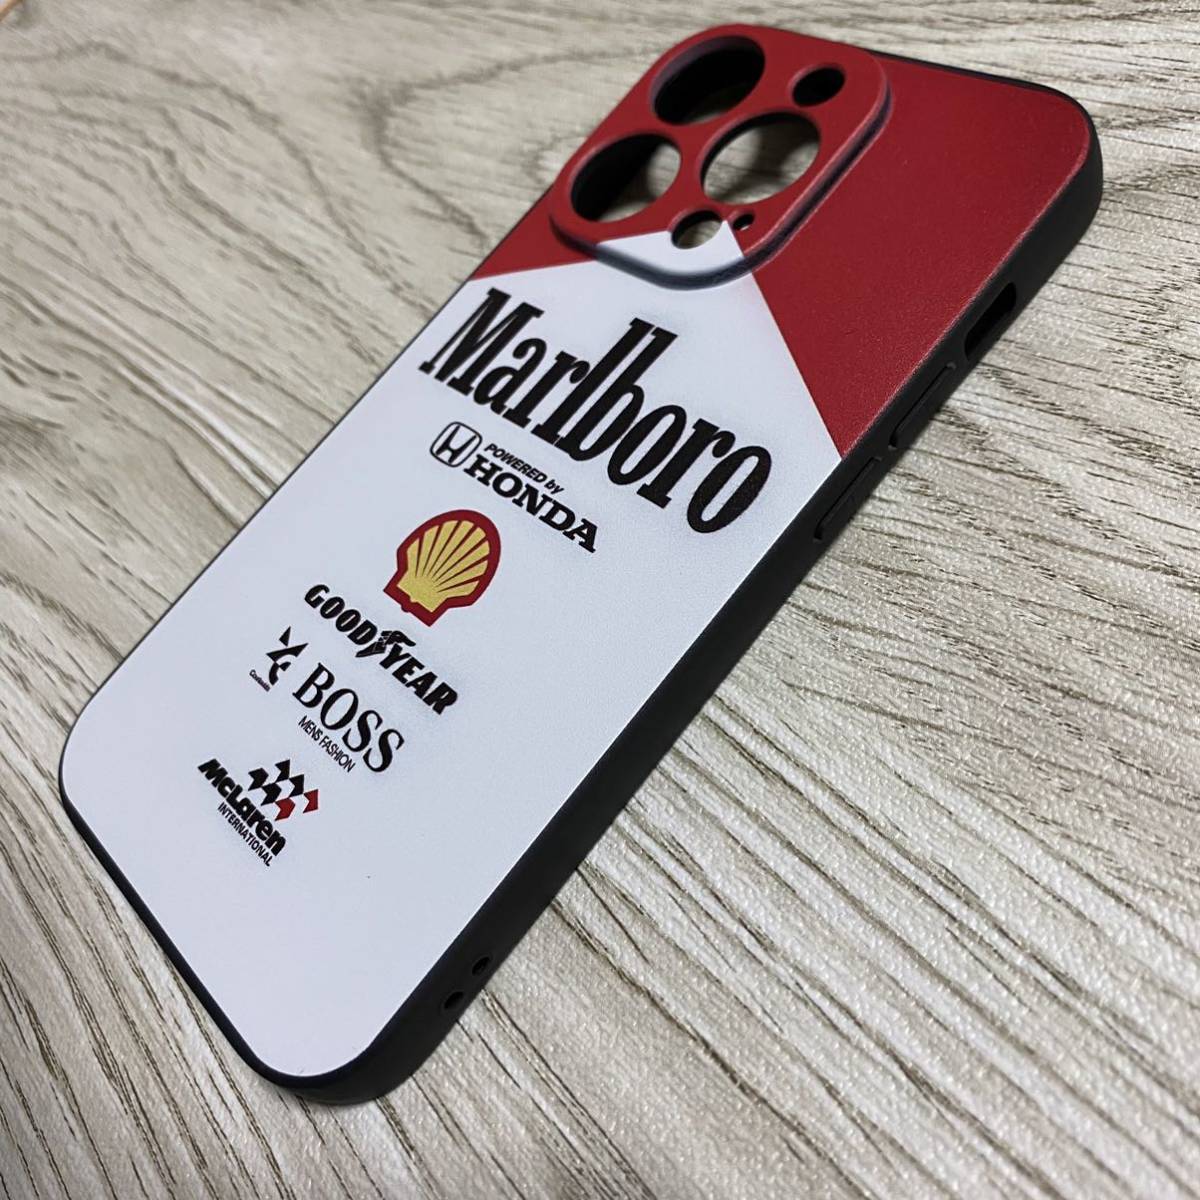 Marlboro
POWERED by
HONDA
GOODYEAR
BOSS
MENS FASHION
McLaren
INTERNATIONAL